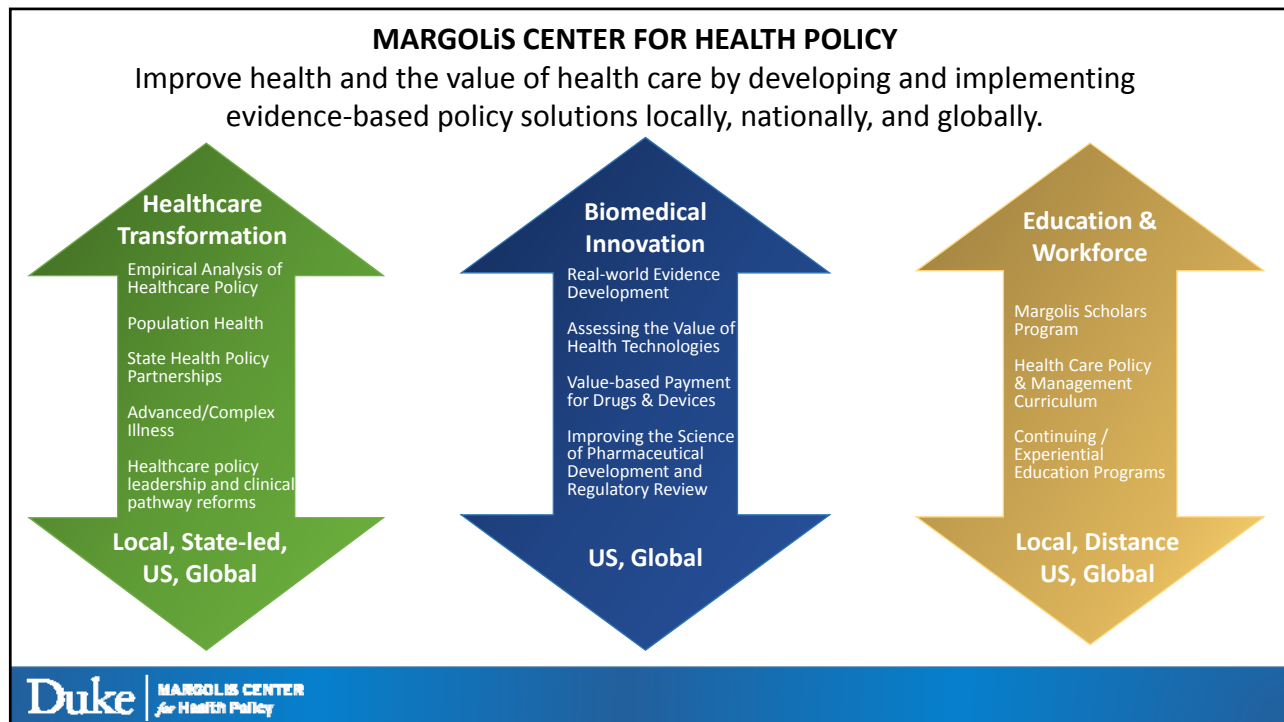 MARGOLiS CENTER FOR HEALTH POLICY
Improve health and the value of health care by developing and implementing
evidence-based policy solutions locally, nationally, and globally.
Healthcare
Transformation
Empirical Analysis of
Healthcare Policy
Population Health
State Health Policy
Partnerships
Advanced/Complex
Illness
Healthcare policy
leadership and clinical
pathway reforms
Local, State-led,
US, Global
Biomedical
Innovation
Real-world Evidence
Development
Assessing the Value of
Health Technologies
Value-based Payment
for Drugs & Devices
Improving the Science
of Pharmaceutical
Development and
Regulatory Review
US, Global
Education &
Workforce
Margolis Scholars
Program
Health Care Policy
& Management
Curriculum
Continuing /
Experiential
Education Programs
Local, Distance
US, Global
Duke
MARGOLIS CENTER
for Health Policy